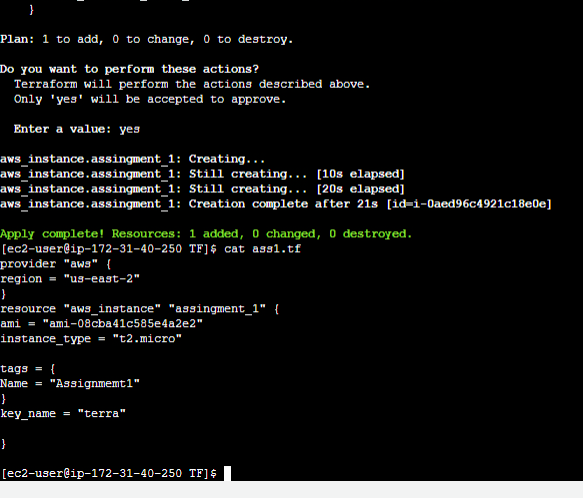 }
Plan: 1 to add, 0 to change, 0 to destroy.
Do you want to perform these actions?
Terraform will perform the actions described above.
Only 'yes' will be accepted to approve.
Enter a value: yes
aws_instance.assingment_1: Creating...
aws_instance.assingment_1: Still creating... [10s elapsed]
aws_instance.assingment_1: Still creating... [20s elapsed]
aws_instance.assingment_1: Creation complete after 21s [id=i-0aed96c4921c18e0e]
Apply complete! Resources: 1 added, 0 changed, 0 destroyed.
[ec2-user@ip-172-31-40-250 TF]$ cat ass1.tf
provider "aws" {
region = "us-east-2"
}
resource "aws_instance" "assingment_1" {
ami = "ami-08cba41c585e4a2e2"
instance_type = "t2.micro"
tags = {
Name = "Assignmemt1"
}
key_name = "terra"
}
[ec2-user@ip-172-31-40-250 TF]$